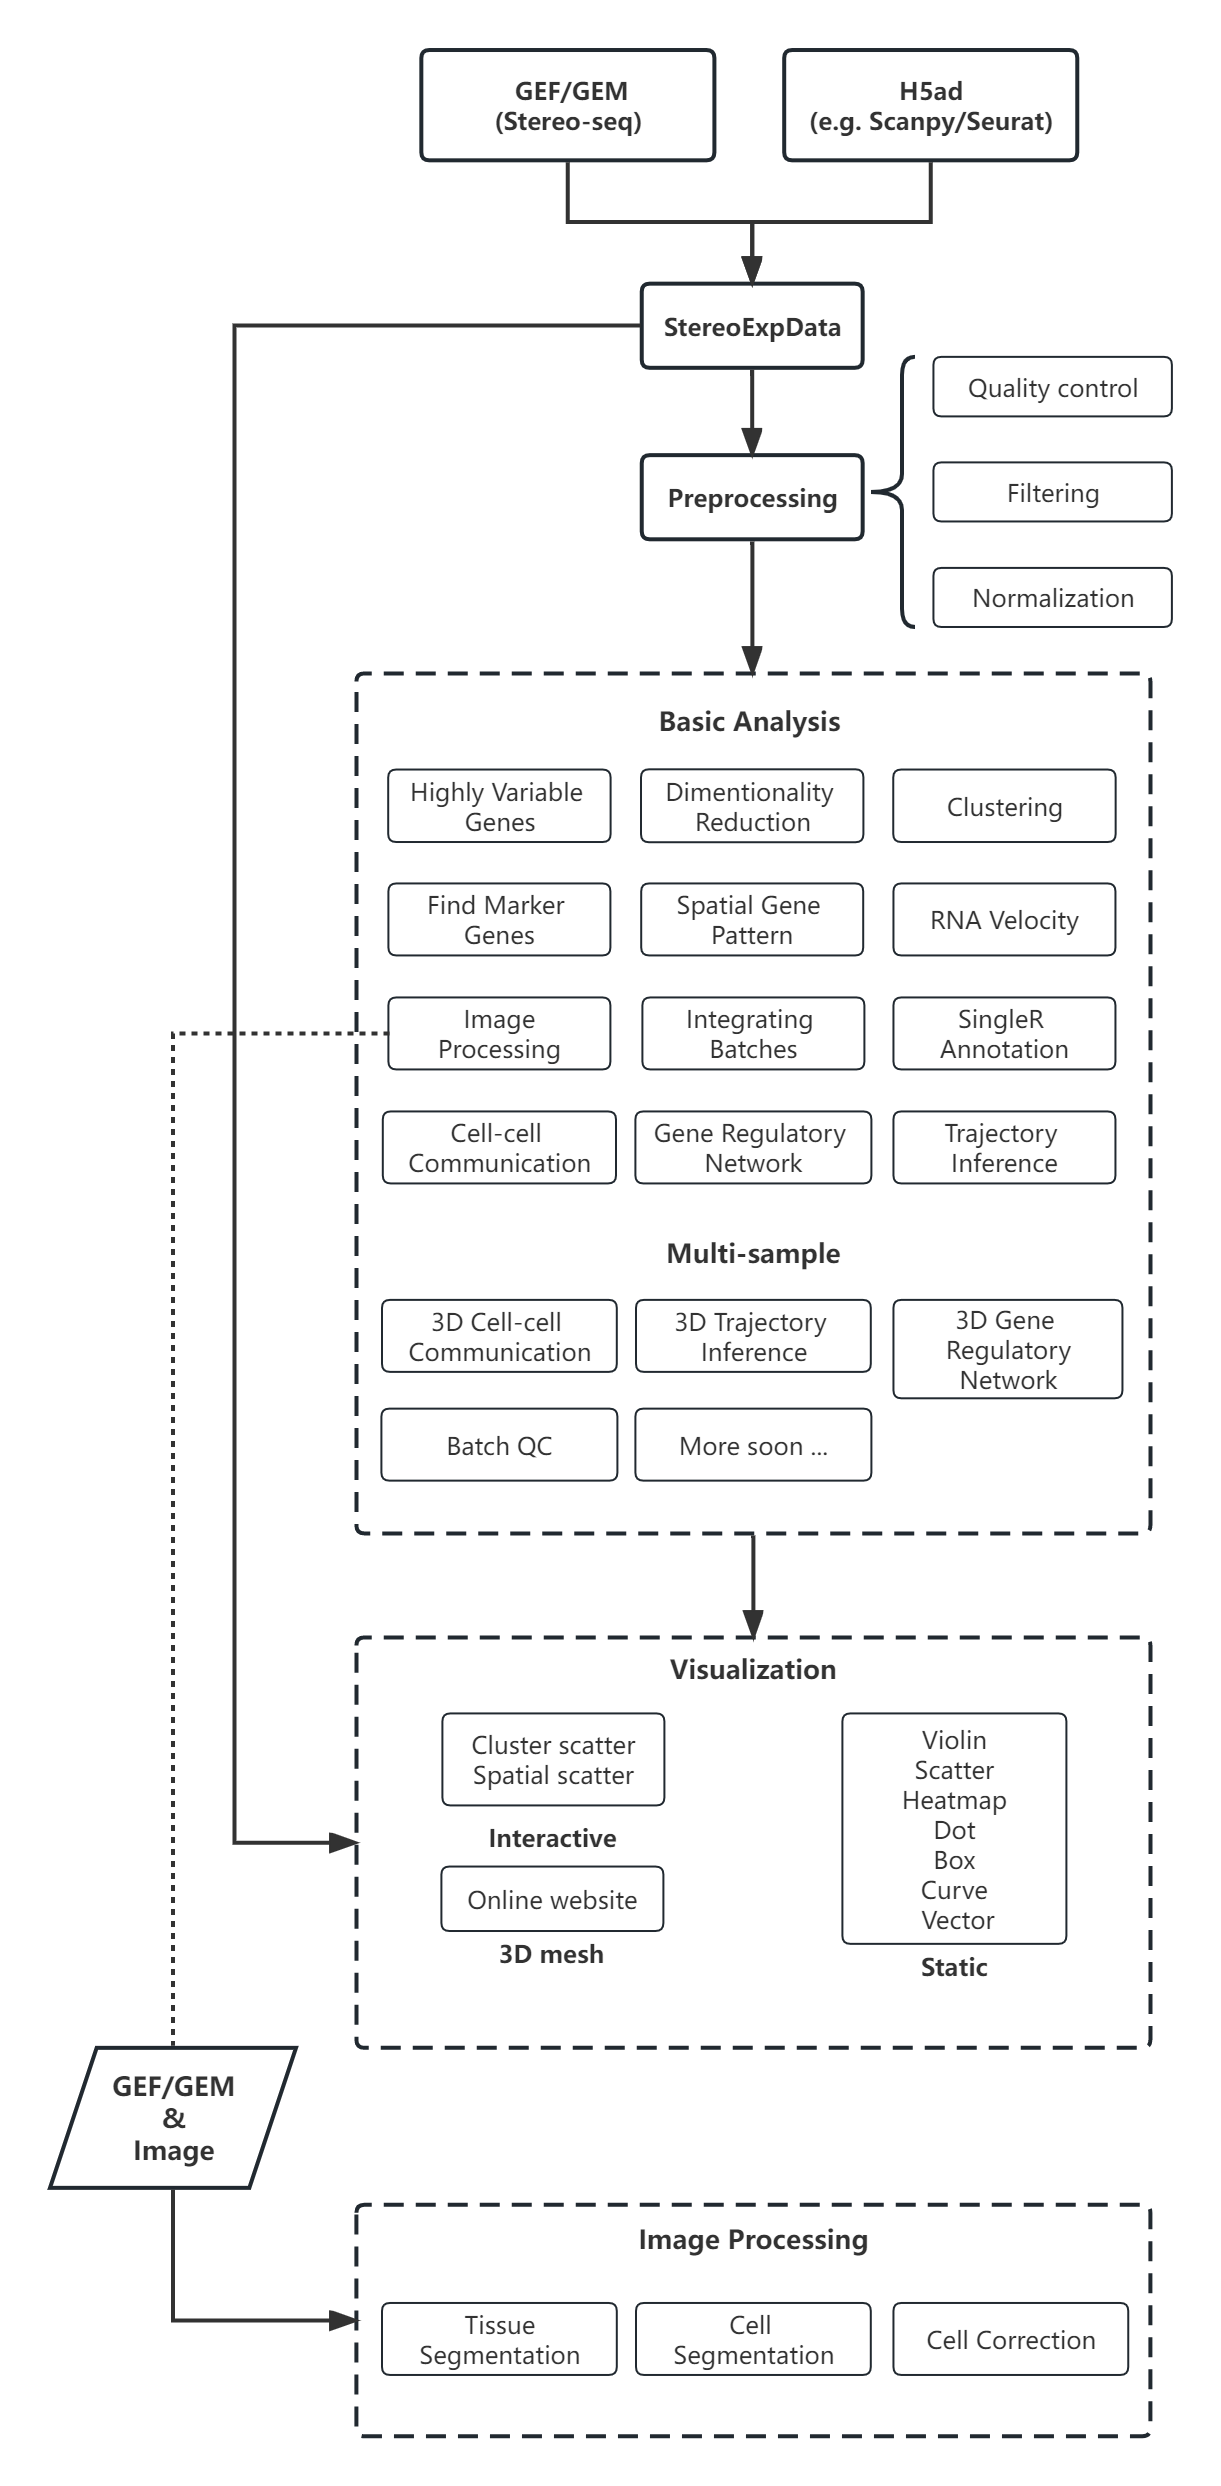 GEF/GEM
(Stereo-seq)
H5ad
(e.g. Scanpy/Seurat)
StereoExpData
Preprocessing
Quality control
Filtering
Normalization
Basic Analysis
Highly Variable
Genes
Dimentionality
Reduction
Clustering
Find Marker
Genes
Spatial Gene
Pattern
RNA Velocity
Image
Processing
Integrating
Batches
SingleR
Annotation
Cell-cell
Communication
Gene Regulatory
Network
Trajectory
Inference
Multi-sample
3D Cell-cell
Communication
3D Trajectory
Inference
3D Gene
Regulatory
Network
Batch QC
More soon ...
Visualization
Cluster scatter
Spatial scatter
Interactive
Online website
3D mesh
Violin
Scatter
Heatmap
Dot
Box
Curve
Vector
Static
GEF/GEM
&
Image
Image Processing
Tissue
Segmentation
Cell
Segmentation
Cell Correction